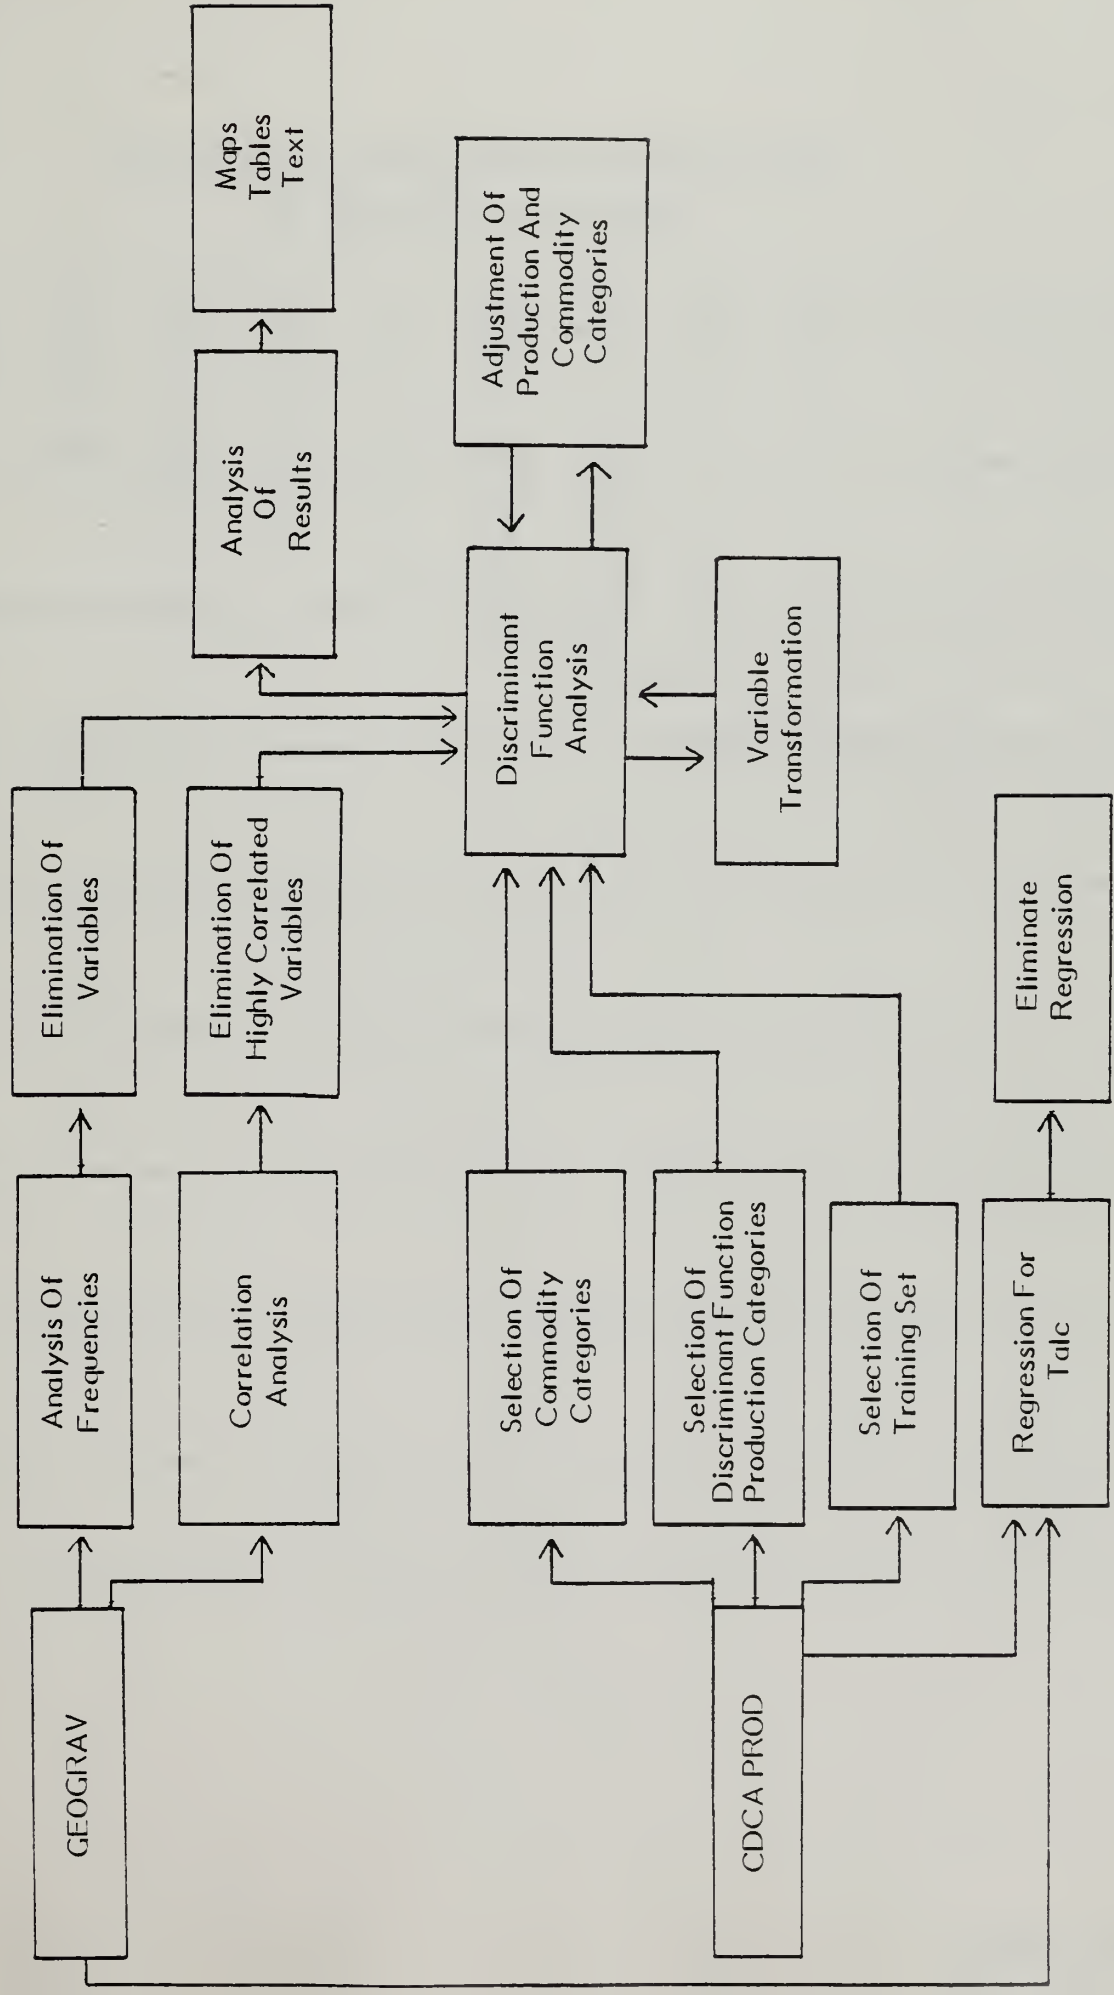 GEOGRAV
Analysis Of
Frequencies
Elimination Of
Variables
Correlation
Analysis
Elimination Of
Highly Correlated
Variables
Analysis
Of
Results
Maps
Tables
Text
CDCA PROD
Selection Of
Commodity
Categories
Selection Of
Discriminant Function
Production Categories
Selection Of
Training Set
Discriminant
Function
Analysis
Adjustment Of
Production And
Commodity
Categories
Variable
Transformation
Regression For
Talc
Eliminate
Regression